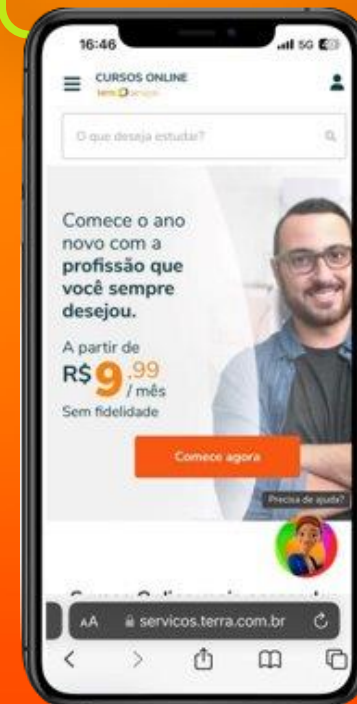 16:46
5G
CURSOS ONLINE
terra
O que deseja estudar?
Comece o ano
novo com a
profissão que
você sempre
desejou.
A partir de
R$9,99
/ mês
Sem fidelidade
Comece agora
Precisa de ajuda?
AA servicos.terra.com.br